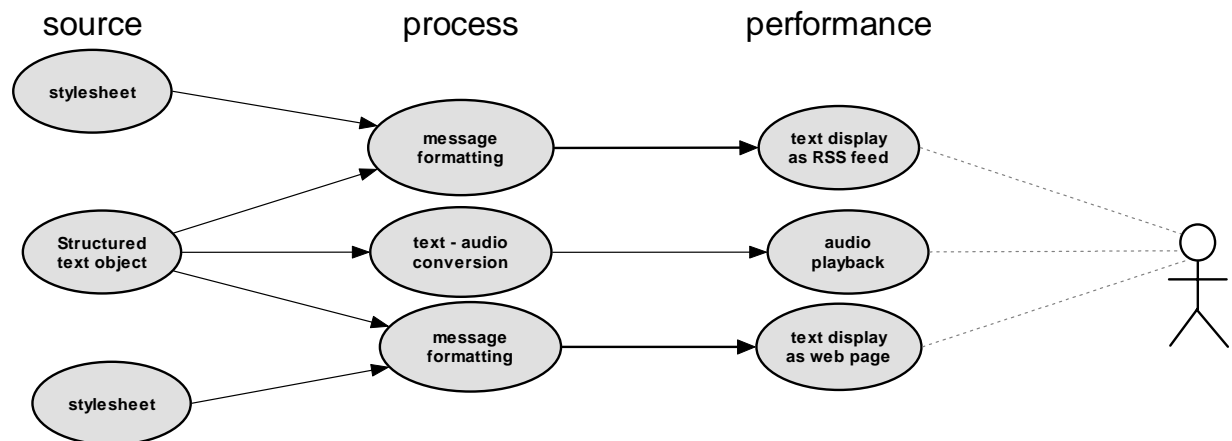 source
process
performance
stylesheet
message
formatting
text display
as RSS feed
Structured
text object
text - audio
conversion
audio
playback
message
formatting
text display
as web page
stylesheet